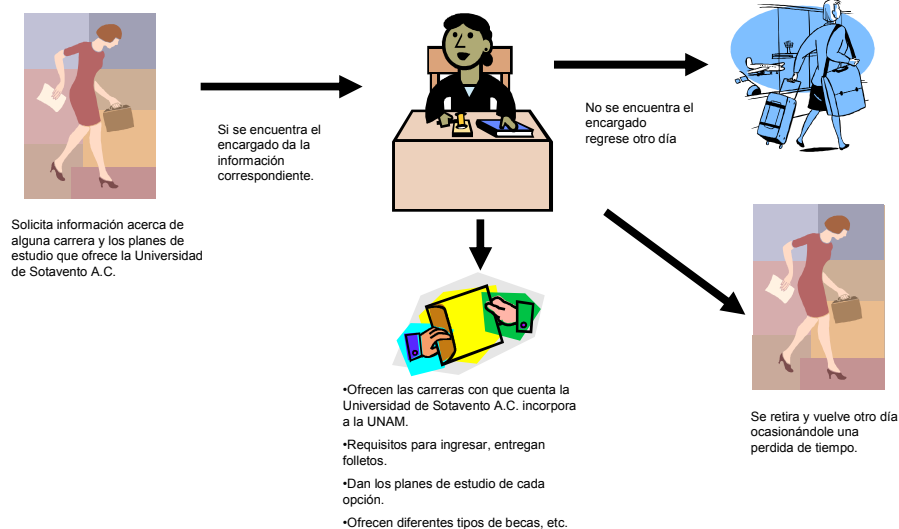 Solicita información acerca de
alguna carrera y los planes de
estudio que ofrece la Universidad
de Sotavento A.C.
Si se encuentra el
encargado da la
información
correspondiente.
No se encuentra el
encargado
regrese otro día
•Ofrecen las carreras con que cuenta la
Universidad de Sotavento A.C. incorpora
a la UNAM.
•Requisitos para ingresar, entregan
folletos.
•Dan los planes de estudio de cada
opción.
•Ofrecen diferentes tipos de becas, etc.
Se retira y vuelve otro día
ocasionándole una
perdida de tiempo.